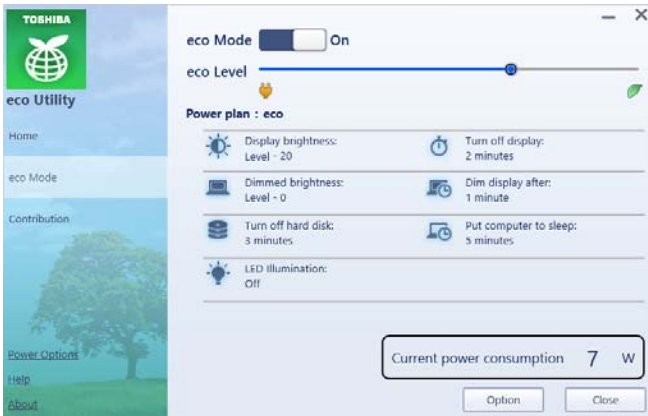 TOSHIBA
eco Utility
Home
eco Mode
Contribution
Power Options
Help
About
eco Mode On
eco Level
Power plan : eco
Display brightness:
Level - 20
Turn off display:
2 minutes
Dimmed brightness:
Level - 0
Dim display after:
1 minute
Turn off hard disk:
3 minutes
Put computer to sleep:
5 minutes
LED Illumination:
Off
Current power consumption 7 W
Option
Close